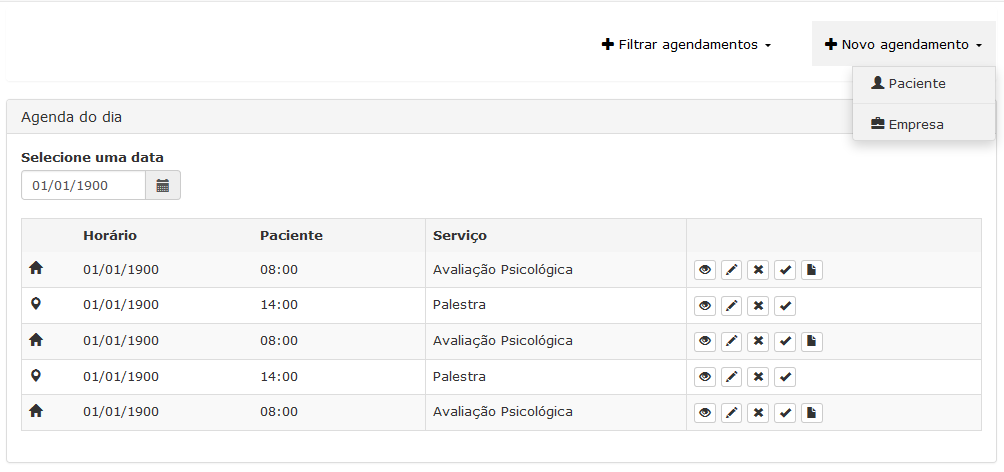 Filtrar agendamentos
Novo agendamento
Paciente
Empresa
Agenda do dia
Selecione uma data
01/01/1900
Horário Paciente Serviço
01/01/1900 08:00 Avaliação Psicológica
01/01/1900 14:00 Palestra
01/01/1900 08:00 Avaliação Psicológica
01/01/1900 14:00 Palestra
01/01/1900 08:00 Avaliação Psicológica